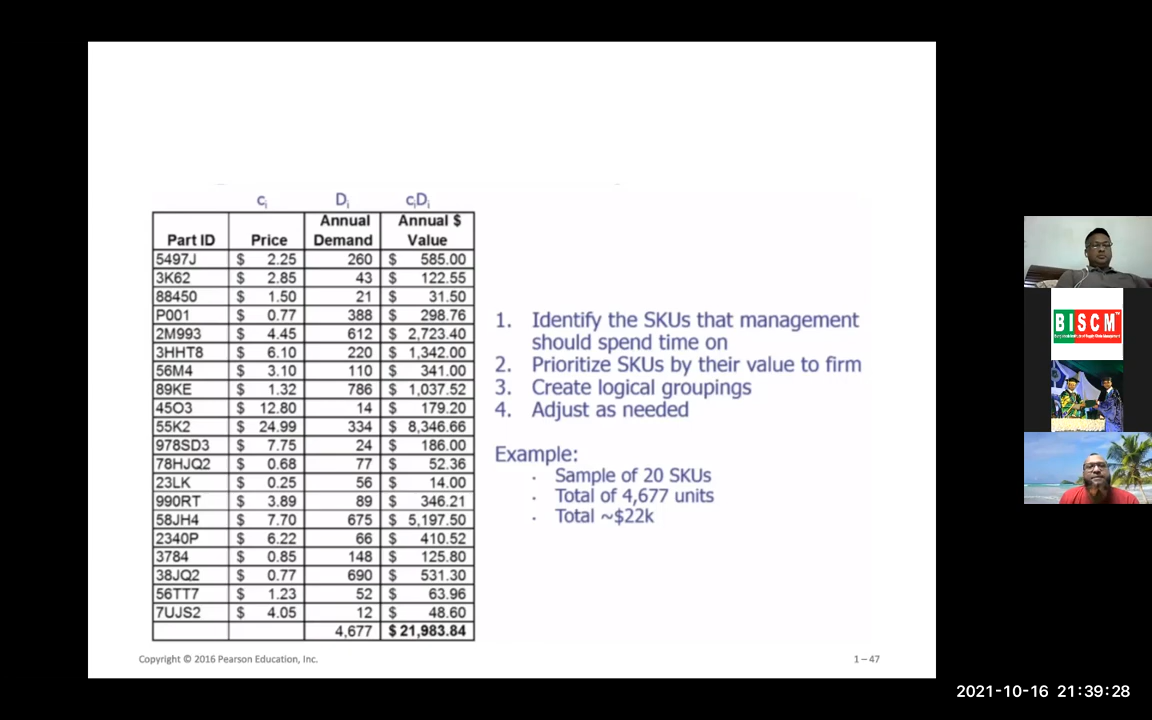 cᵢ Dᵢ cᵢDᵢ
Annual Annual $
Part ID Price Demand Value
5497J $ 2.25 260 $ 585.00
3K62 $ 2.85 43 $ 122.55
88450 $ 1.50 21 $ 31.50
P001 $ 0.77 388 $ 298.76
2M993 $ 4.45 612 $ 2,723.40
3HHT8 $ 6.10 220 $ 1,342.00
56M4 $ 3.10 110 $ 341.00
89KE $ 1.32 786 $ 1,037.52
45O3 $ 12.80 14 $ 179.20
55K2 $ 24.99 334 $ 8,346.66
978SD3 $ 7.75 24 $ 186.00
78HJQ2 $ 0.68 77 $ 52.36
23LK $ 0.25 56 $ 14.00
990RT $ 3.89 89 $ 346.21
58JH4 $ 7.70 675 $ 5,197.50
2340P $ 6.22 66 $ 410.52
3784 $ 0.85 148 $ 125.80
38JQ2 $ 0.77 690 $ 531.30
56TT7 $ 1.23 52 $ 63.96
7UJS2 $ 4.05 12 $ 48.60
4,677 $ 21,983.84
1. Identify the SKUs that management
should spend time on
2. Prioritize SKUs by their value to firm
3. Create logical groupings
4. Adjust as needed
Example:
· Sample of 20 SKUs
· Total of 4,677 units
· Total ~$22k
Copyright © 2016 Pearson Education, Inc.
1 – 47
BISCM
2021-10-16 21:39:28